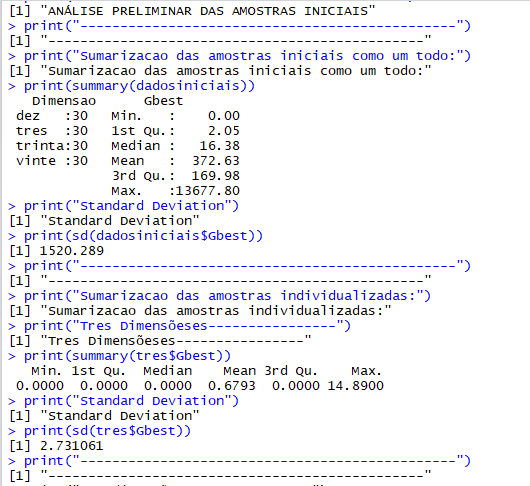 [1] "ANÁLISE PRELIMINAR DAS AMOSTRAS INICIAIS"
> print("----------------------------------------------------")
[1] "----------------------------------------------------"
> print("Sumarizacao das amostras iniciais como um todo:")
[1] "Sumarizacao das amostras iniciais como um todo:"
> print(summary(dadosiniciais))
Dimensao Gbest
dez :30 Min. : 0.00
tres :30 1st Qu.: 2.05
trinta:30 Median : 16.38
vinte :30 Mean : 372.63
3rd Qu.: 169.98
Max. :13677.80
> print("Standard Deviation")
[1] "Standard Deviation"
> print(sd(dadosiniciais$Gbest))
[1] 1520.289
> print("----------------------------------------------------")
[1] "----------------------------------------------------"
> print("Sumarizacao das amostras individualizadas:")
[1] "Sumarizacao das amostras individualizadas:"
> print("Tres Dimensõeses-----------------")
[1] "Tres Dimensõeses-----------------"
> print(summary(tres$Gbest))
Min. 1st Qu. Median Mean 3rd Qu. Max.
0.0000 0.0000 0.0000 0.6793 0.0000 14.8900
> print("Standard Deviation")
[1] "Standard Deviation"
> print(sd(tres$Gbest))
[1] 2.731061
> print("----------------------------------------------------")
[1] "----------------------------------------------------"